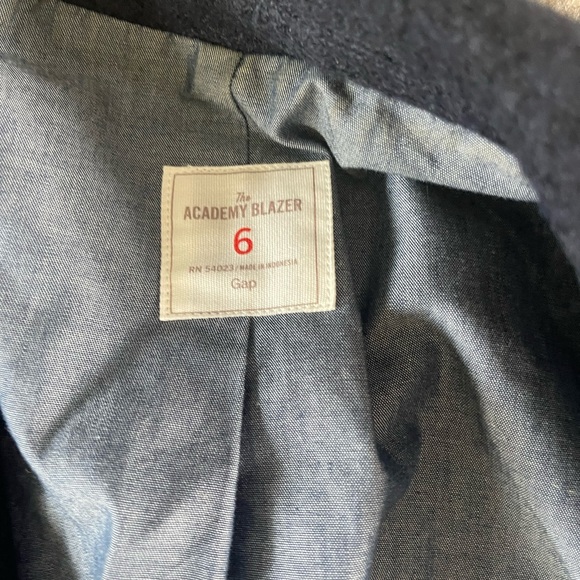 The
ACADEMY BLAZER
6
RN 54023 / MADE IN INDONESIA
Gap